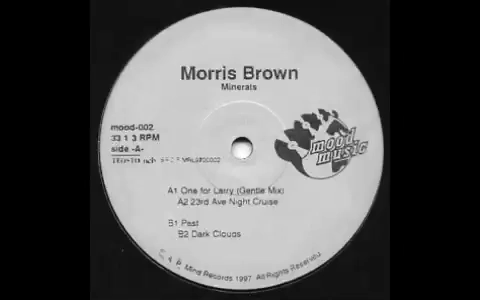 Morris Brown
Minerals
mood-002
33 1 3 RPM
side -A-
mood
music
A1 One for Larry (Gentle Mix)
A2 23rd Ave Night Cruise
B1 Past
B2 Dark Clouds
Mind Records 1997. All Rights Reserved